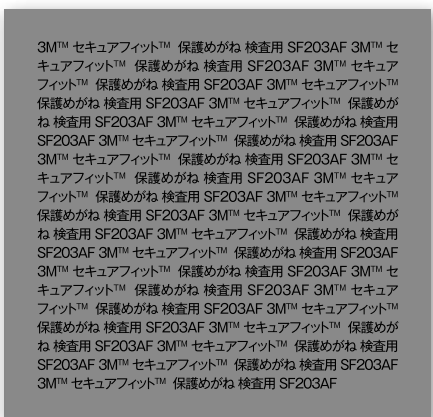 3M™ セキュアフィット™ 保護めがね 検査用 SF203AF 3M™ セ
キュアフィット™ 保護めがね 検査用 SF203AF 3M™ セキュア
フィット™ 保護めがね 検査用 SF203AF 3M™ セキュアフィット™
保護めがね 検査用 SF203AF 3M™ セキュアフィット™ 保護めが
ね 検査用 SF203AF 3M™ セキュアフィット™ 保護めがね 検査用
SF203AF 3M™ セキュアフィット™ 保護めがね 検査用 SF203AF
3M™ セキュアフィット™ 保護めがね 検査用 SF203AF 3M™ セ
キュアフィット™ 保護めがね 検査用 SF203AF 3M™ セキュア
フィット™ 保護めがね 検査用 SF203AF 3M™ セキュアフィット™
保護めがね 検査用 SF203AF 3M™ セキュアフィット™ 保護めが
ね 検査用 SF203AF 3M™ セキュアフィット™ 保護めがね 検査用
SF203AF 3M™ セキュアフィット™ 保護めがね 検査用 SF203AF
3M™ セキュアフィット™ 保護めがね 検査用 SF203AF 3M™ セ
キュアフィット™ 保護めがね 検査用 SF203AF 3M™ セキュア
フィット™ 保護めがね 検査用 SF203AF 3M™ セキュアフィット™
保護めがね 検査用 SF203AF 3M™ セキュアフィット™ 保護めが
ね 検査用 SF203AF 3M™ セキュアフィット™ 保護めがね 検査用
SF203AF 3M™ セキュアフィット™ 保護めがね 検査用 SF203AF
3M™ セキュアフィット™ 保護めがね 検査用 SF203AF